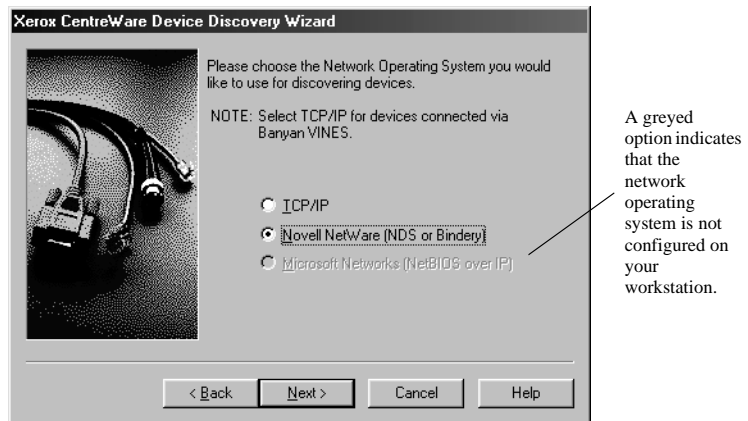 Xerox CentreWare Device Discovery Wizard
Please choose the Network Operating System you would
like to use for discovering devices.
NOTE: Select TCP/IP for devices connected via
Banyan VINES.
TCP/IP
Novell NetWare (NDS or Bindery)
Microsoft Networks (NetBIOS over IP)
< Back
Next >
Cancel
Help
A greyed
option indicates
that the
network
operating
system is not
configured on
your
workstation.